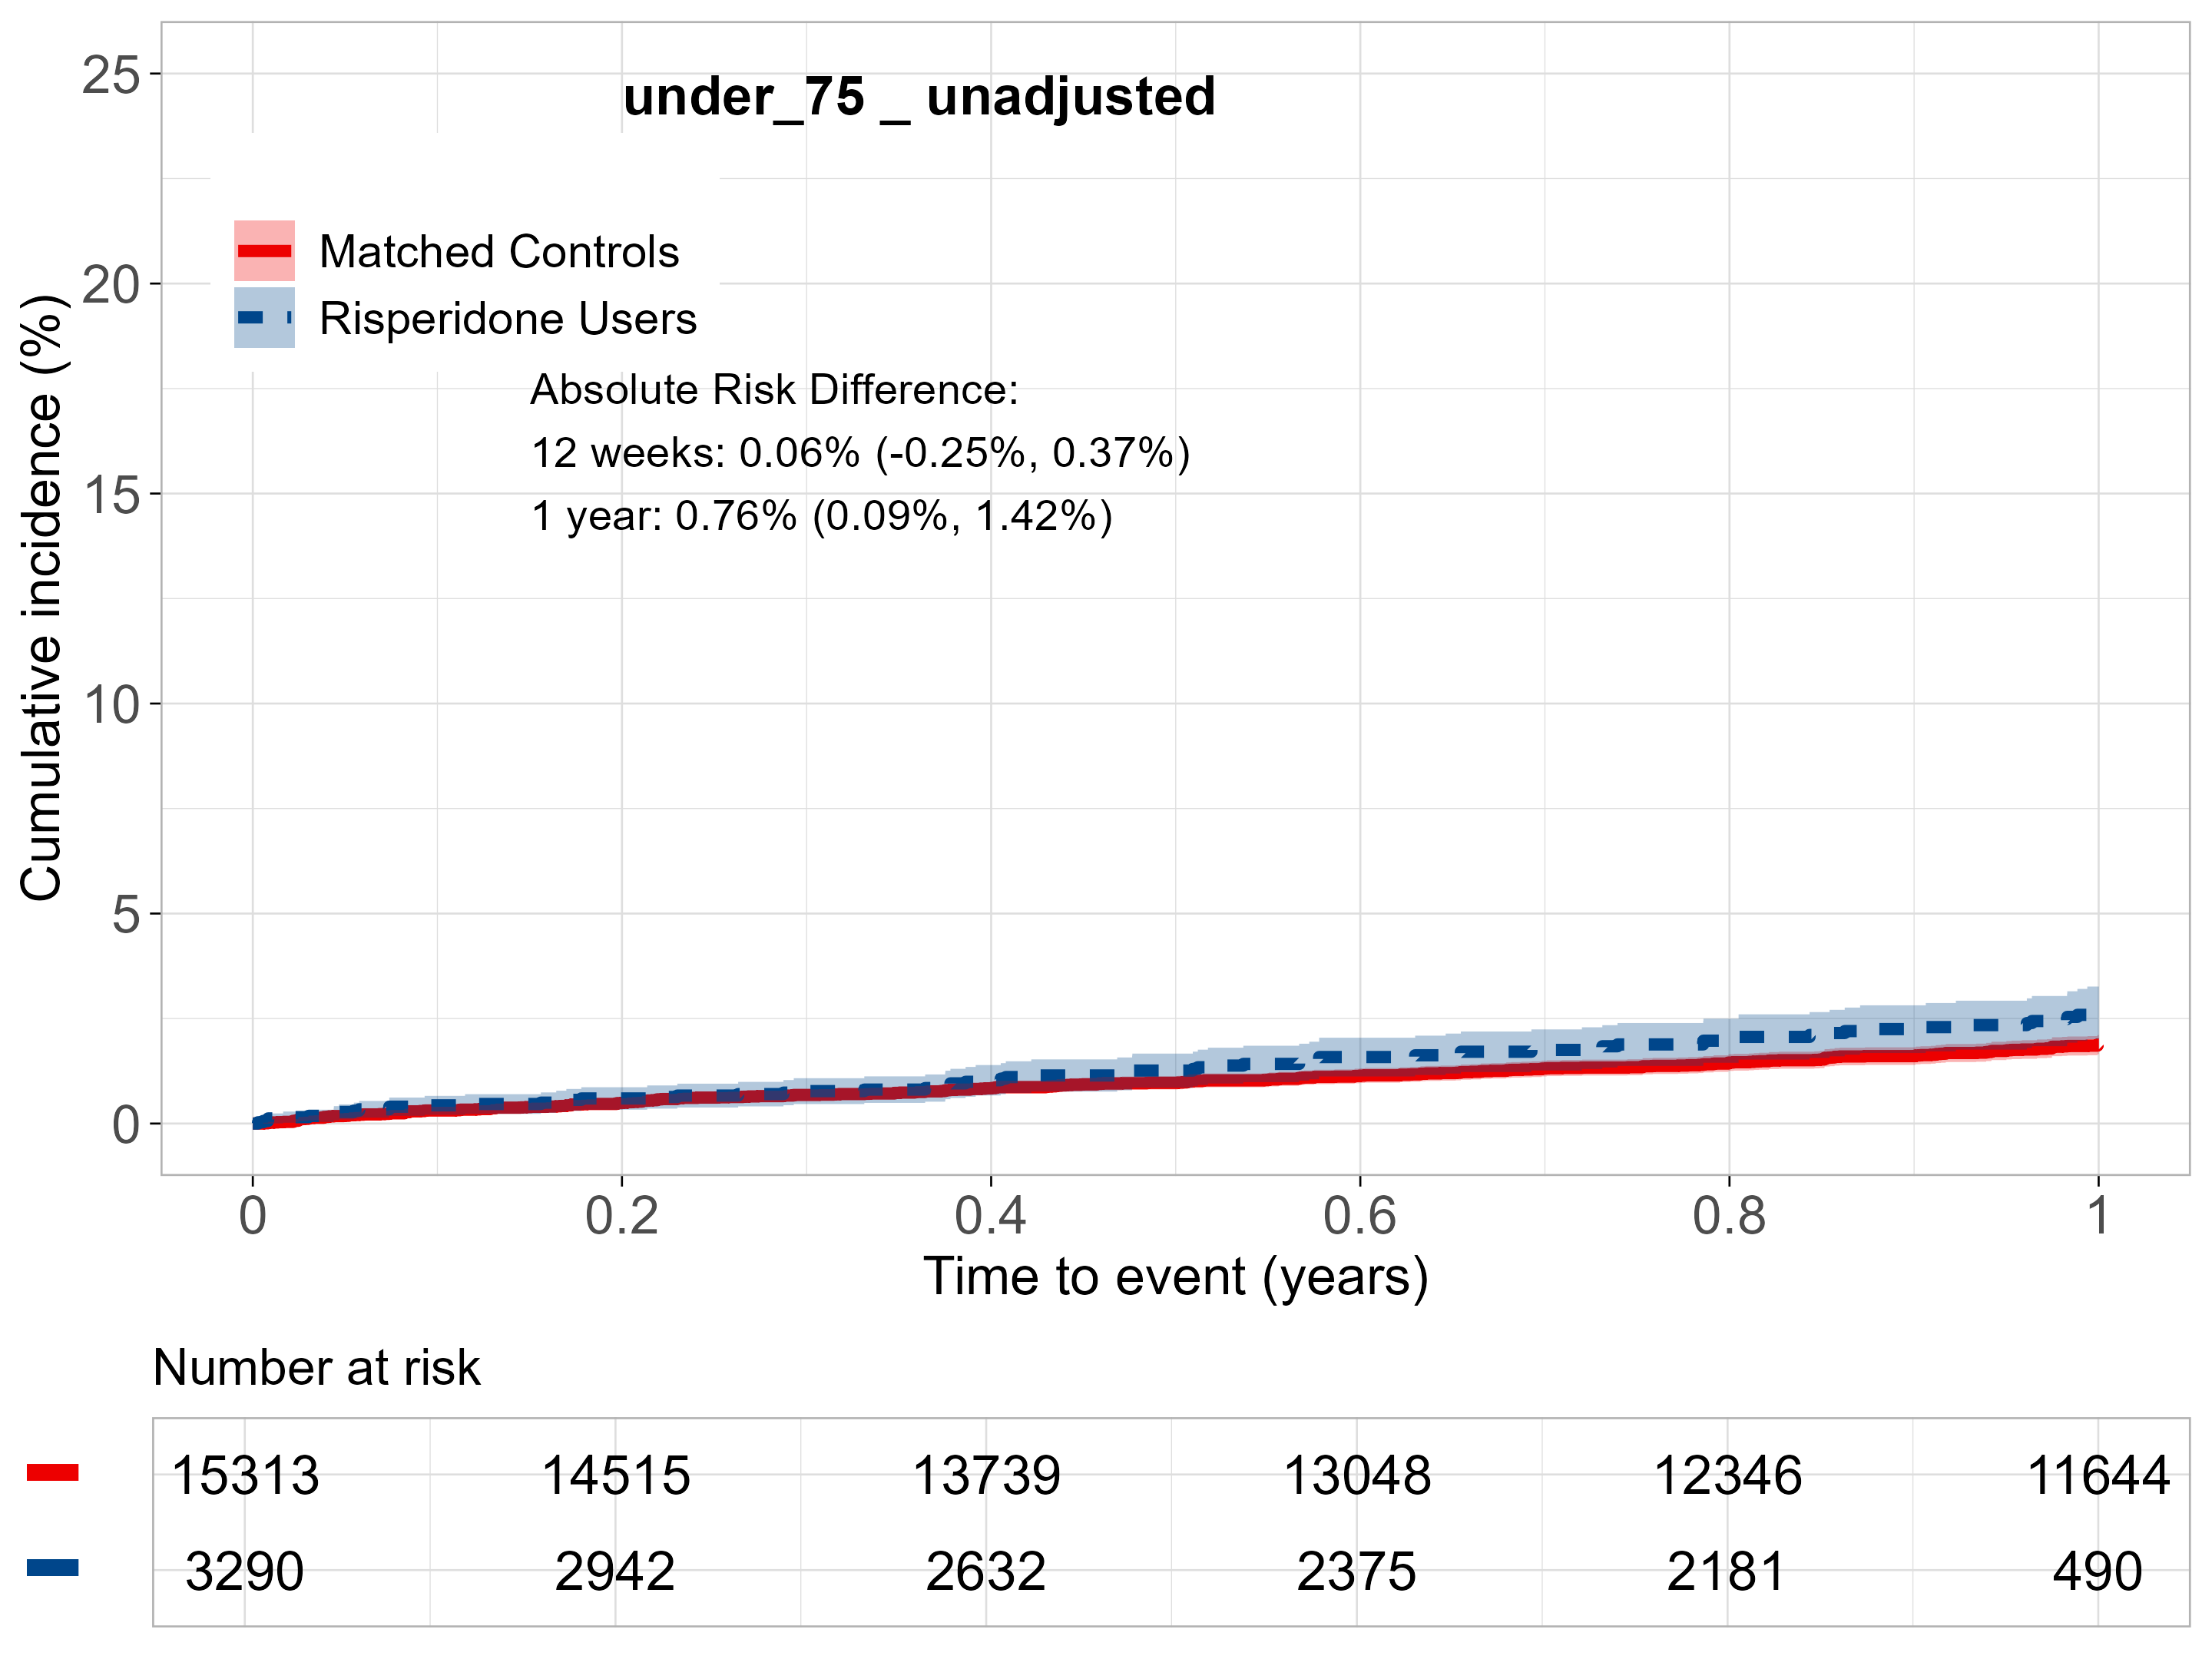 under_75 _ unadjusted
Matched Controls
Risperidone Users
Absolute Risk Difference:
12 weeks: 0.06% (-0.25%, 0.37%)
1 year: 0.76% (0.09%, 1.42%)
Cumulative incidence (%)
25
20
15
10
5
0
0 0.2 0.4 0.6 0.8 1
Time to event (years)
Number at risk
15313 14515 13739 13048 12346 11644
3290 2942 2632 2375 2181 490